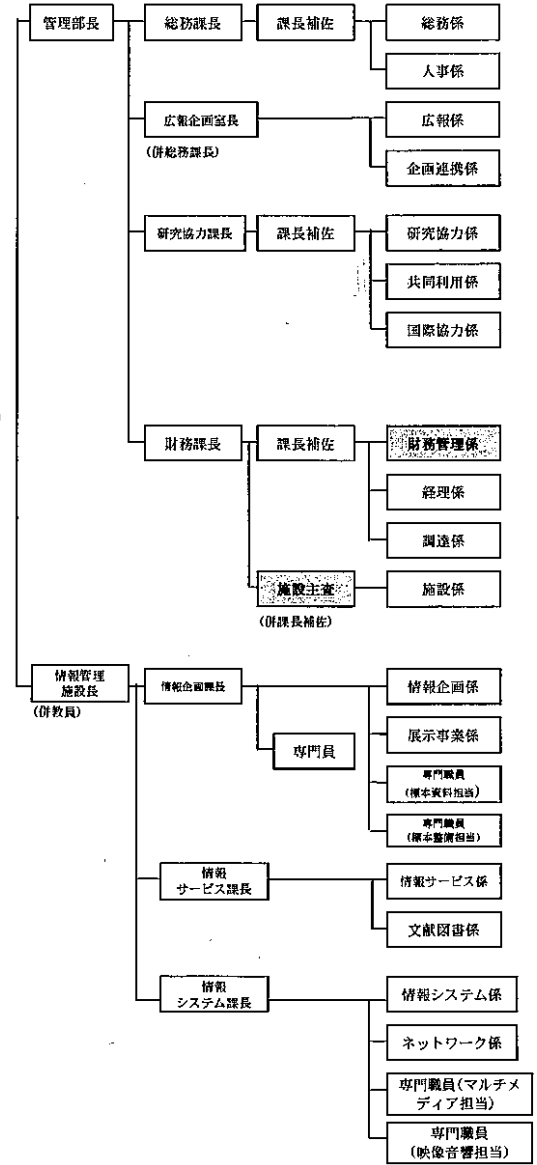 管理部長
総務課長
課長補佐
総務係
人事係
広報企画室長
(併総務課長)
広報係
企画連携係
研究協力課長
課長補佐
研究協力係
共同利用係
国際協力係
財務課長
課長補佐
財務管理係
経理係
調達係
施設主査
(併課長補佐)
施設係
情報管理
施設長
(併教員)
情報企画課長
専門員
情報企画係
展示事業係
専門職員
(標本資料担当)
専門職員
(標本整備担当)
情報
サービス課長
情報サービス係
文献図書係
情報
システム課長
情報システム係
ネットワーク係
専門職員(マルチメ
ディア担当)
専門職員
(映像音響担当)